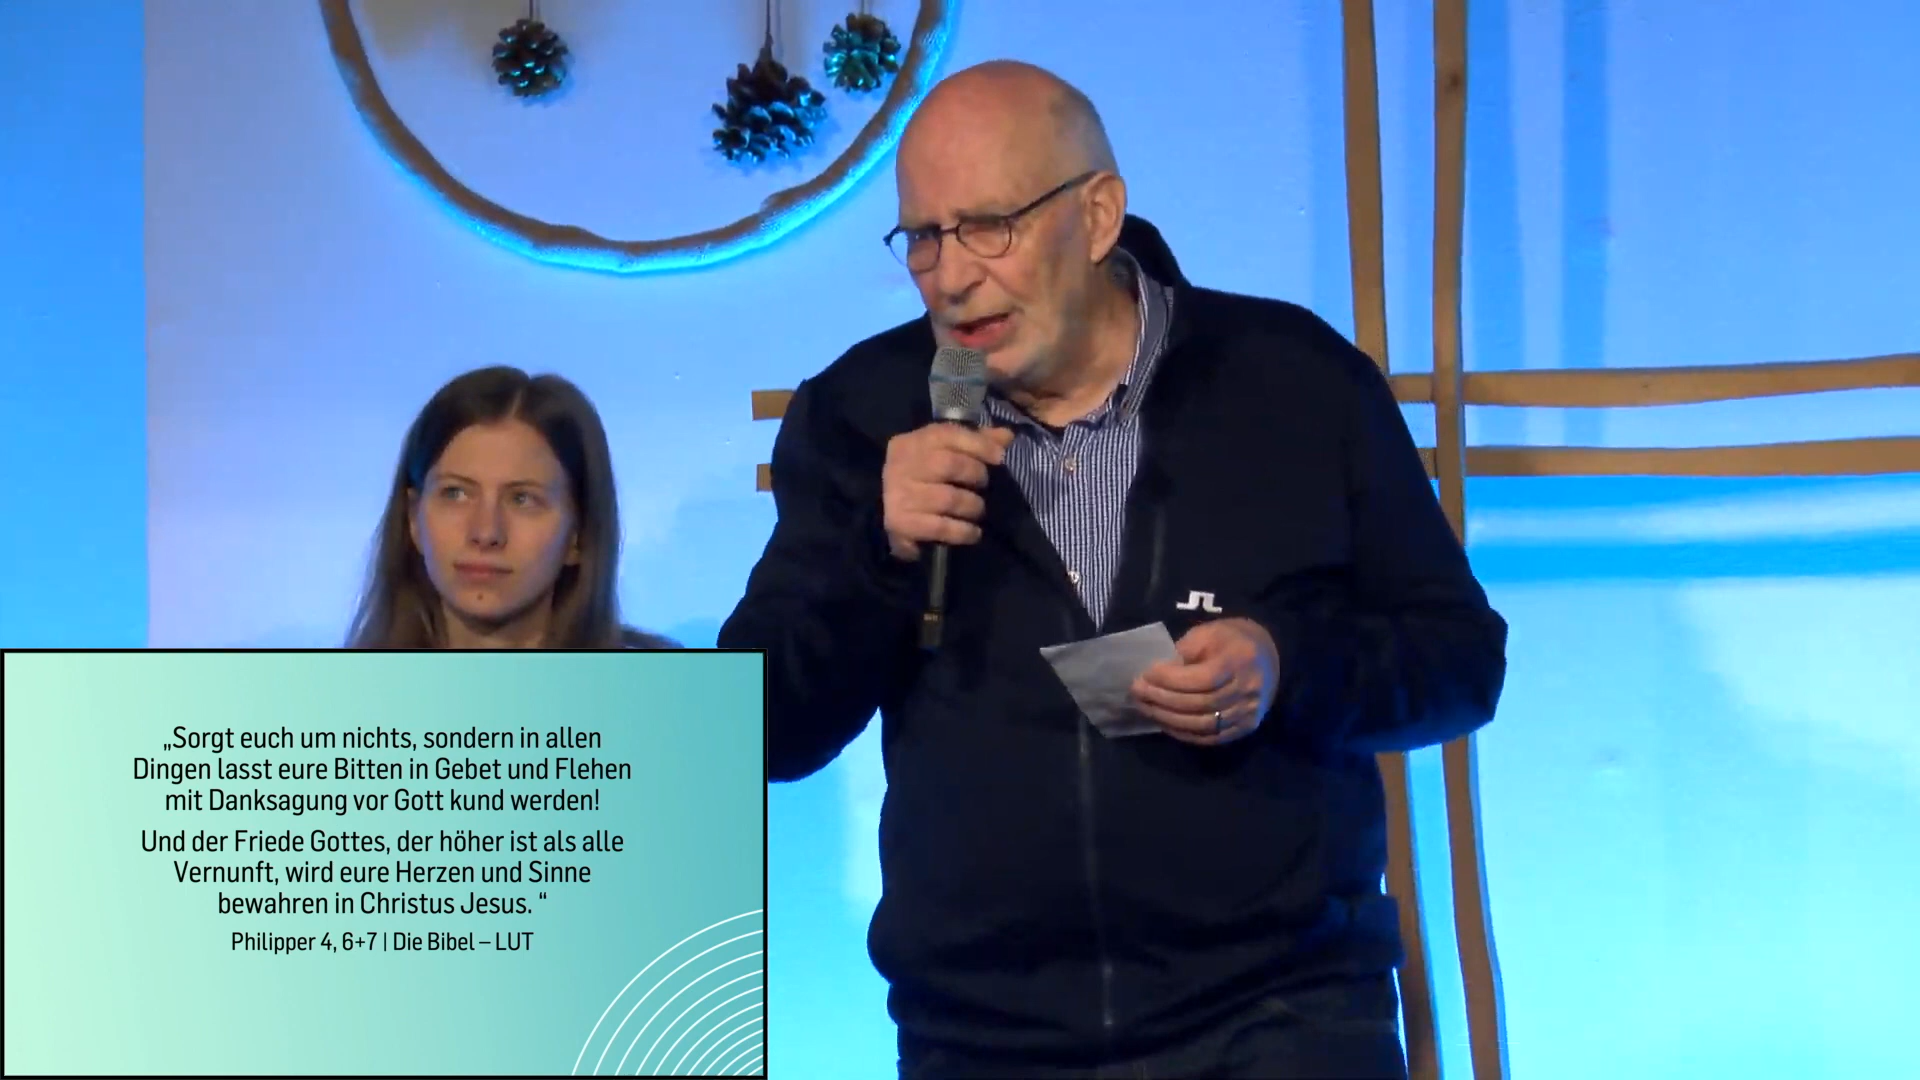 „Sorgt euch um nichts, sondern in allen
Dingen lasst eure Bitten in Gebet und Flehen
mit Danksagung vor Gott kund werden!
Und der Friede Gottes, der höher ist als alle
Vernunft, wird eure Herzen und Sinne
bewahren in Christus Jesus. “
Philipper 4, 6+7 | Die Bibel – LUT